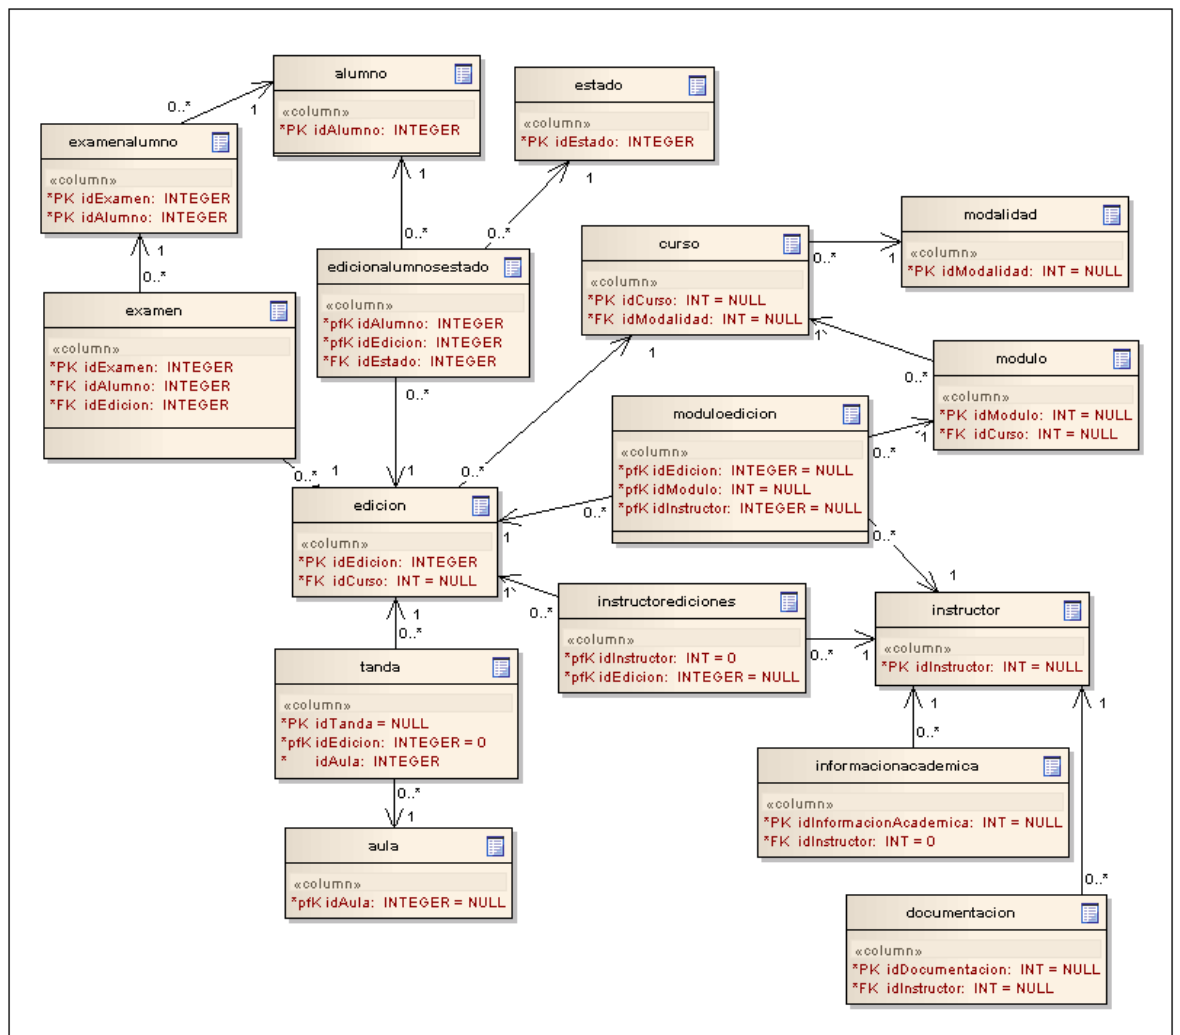 alumno
«column»
*PK idAlumno: INTEGER
estado
«column»
*PK idEstado: INTEGER
0..*
1
examenalumno
«column»
*PK idExamen: INTEGER
*PK idAlumno: INTEGER
1
1
0..*
0..*
modalidad
«column»
*PK idModalidad: INT = NULL
curso
«column»
*PK idCurso: INT = NULL
*FK idModalidad: INT = NULL
0..*
1
1
0..*
edicionalumnosestado
«column»
*pfK idAlumno: INTEGER
*pfK idEdicion: INTEGER
*FK idEstado: INTEGER
examen
«column»
*PK idExamen: INTEGER
*FK idAlumno: INTEGER
*FK idEdicion: INTEGER
1
1
0..*
modulo
«column»
*PK idModulo: INT = NULL
*FK idCurso: INT = NULL
0..*
moduloedicion
«column»
*pfK idEdicion: INTEGER = NULL
*pfK idModulo: INT = NULL
*pfK idInstructor: INTEGER = NULL
1
0..*
0..*
1
1
0..*
edicion
«column»
*PK idEdicion: INTEGER
*FK idCurso: INT = NULL
0..*
1
0..*
1
1
0..*
1
0..*
instructorediciones
«column»
*pfK idInstructor: INT = 0
*pfK idEdicion: INTEGER = NULL
0..*
1
instructor
«column»
*PK idInstructor: INT = NULL
tanda
«column»
*PK idTanda = NULL
*pfK idEdicion: INTEGER = 0
* idAula: INTEGER
1
1
0..*
informacionacademica
«column»
*PK idInformacionAcademica: INT = NULL
*FK idInstructor: INT = 0
0..*
1
aula
«column»
*pfK idAula: INTEGER = NULL
0..*
documentacion
«column»
*PK idDocumentacion: INT = NULL
*FK idInstructor: INT = NULL